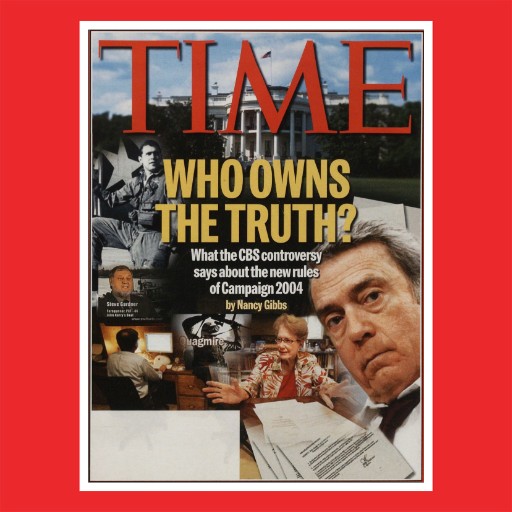 TIME
WHO OWNS
THE TRUTH?
What the CBS controversy
says about the new rules
of Campaign 2004
by Nancy Gibbs
Steve Gardner
Quagmire